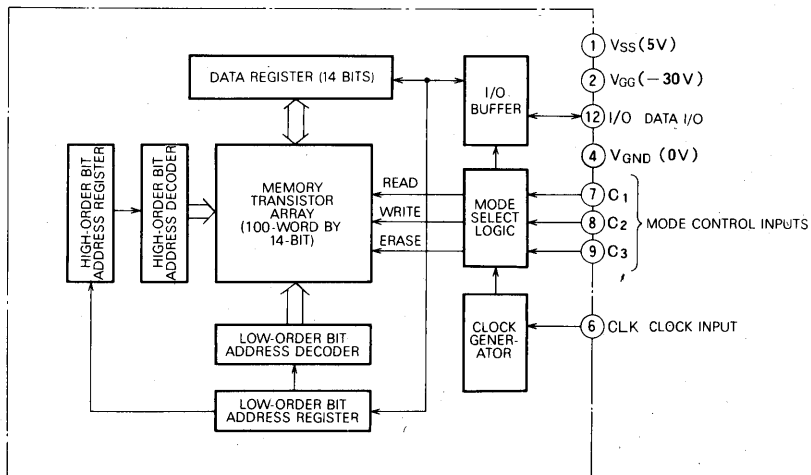 DATA REGISTER (14 BITS)
I/O
BUFFER
1 VSS (5V)
2 VGG (−30V)
12 I/O DATA I/O
4 VGND (0V)
HIGH-ORDER BIT
ADDRESS REGISTER
HIGH-ORDER BIT
ADDRESS DECODER
MEMORY
TRANSISTOR
ARRAY
(100-WORD BY
14-BIT)
READ
WRITE
ERASE
MODE
SELECT
LOGIC
7 C1
8 C2
9 C3
MODE CONTROL INPUTS
LOW-ORDER BIT
ADDRESS DECODER
CLOCK
GENER-
ATOR
6 CLK CLOCK INPUT
LOW-ORDER BIT
ADDRESS REGISTER